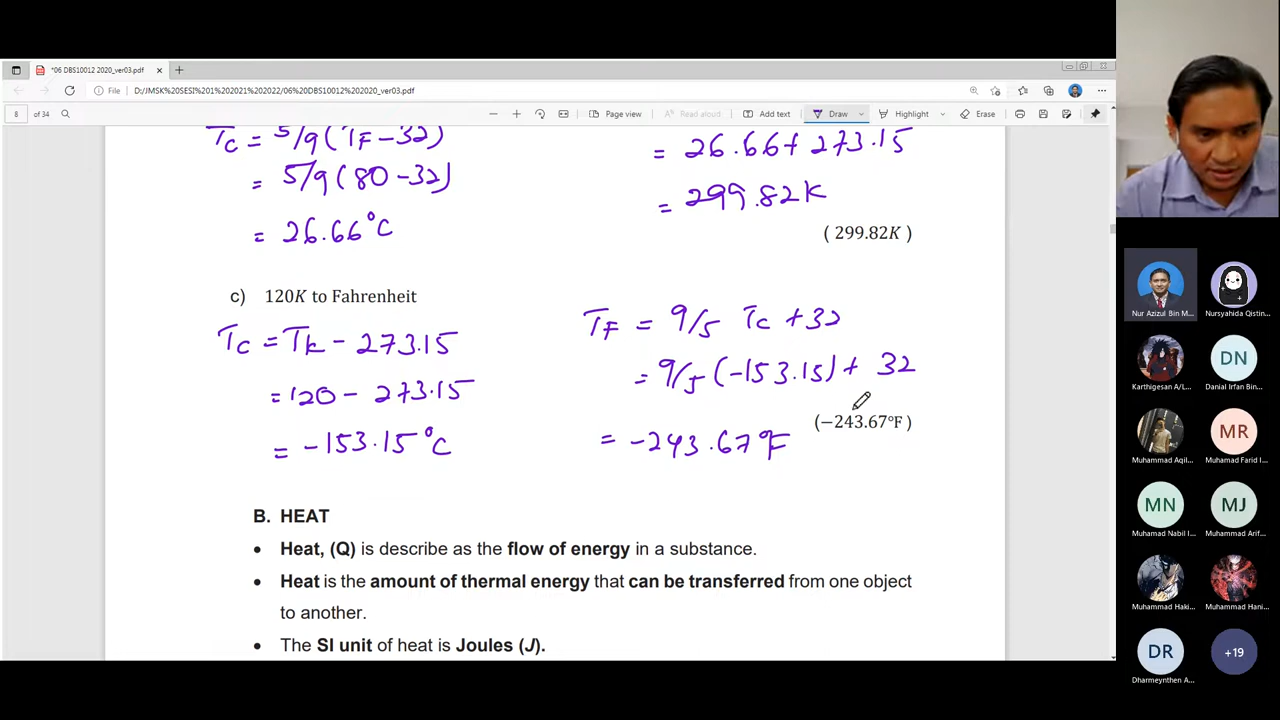 *06 DBS10012 2020_ver03.pdf
File
D:/JMSK%20SESI%201%202021%202022/06%20DBS10012%202020_ver03.pdf
8 of 34
Page view
Read aloud
Add text
Draw
Highlight
Erase
Tc = 5/9 (TF - 32)
= 5/9 (80 - 32)
= 26.66°C
= 26.66 + 273.15
= 299.82K
( 299.82K )
c) 120K to Fahrenheit
Tc = Tk - 273.15
= 120 - 273.15
= -153.15°C
TF = 9/5 Tc + 32
= 9/5 (-153.15) + 32
(−243.67°F )
= -243.67°F
B. HEAT
• Heat, (Q) is describe as the flow of energy in a substance.
• Heat is the amount of thermal energy that can be transferred from one object
to another.
• The SI unit of heat is Joules (J).
Nur Azizul Bin M...
Nursyahida Qistin...
Karthigesan A/L...
DN
Danial Irfan Bin...
Muhammad Aqil...
MR
Muhamad Farid I...
MN
Muhamad Nabil I...
MJ
Muhammad Arif...
Muhammad Haki...
Muhammad Hani...
DR
Dharmeynthen A...
+19